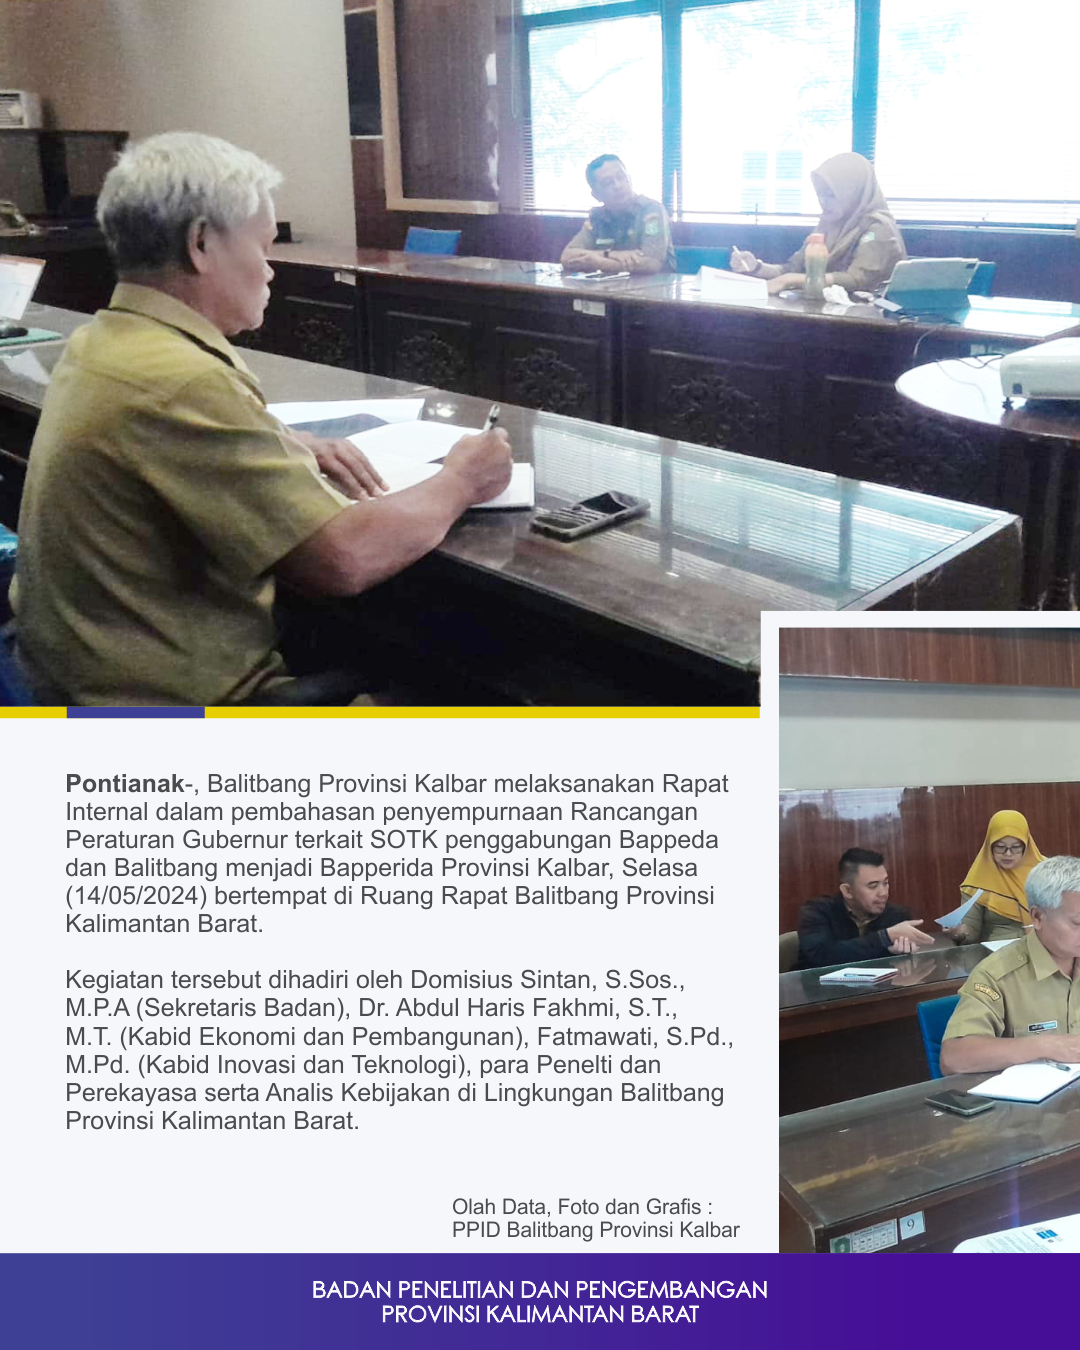 Pontianak-, Balitbang Provinsi Kalbar melaksanakan Rapat
Internal dalam pembahasan penyempurnaan Rancangan
Peraturan Gubernur terkait SOTK penggabungan Bappeda
dan Balitbang menjadi Bapperida Provinsi Kalbar, Selasa
(14/05/2024) bertempat di Ruang Rapat Balitbang Provinsi
Kalimantan Barat.
Kegiatan tersebut dihadiri oleh Domisius Sintan, S.Sos.,
M.P.A (Sekretaris Badan), Dr. Abdul Haris Fakhmi, S.T.,
M.T. (Kabid Ekonomi dan Pembangunan), Fatmawati, S.Pd.,
M.Pd. (Kabid Inovasi dan Teknologi), para Penelti dan
Perekayasa serta Analis Kebijakan di Lingkungan Balitbang
Provinsi Kalimantan Barat.
Olah Data, Foto dan Grafis :
PPID Balitbang Provinsi Kalbar
9
BADAN PENELITIAN DAN PENGEMBANGAN
PROVINSI KALIMANTAN BARAT